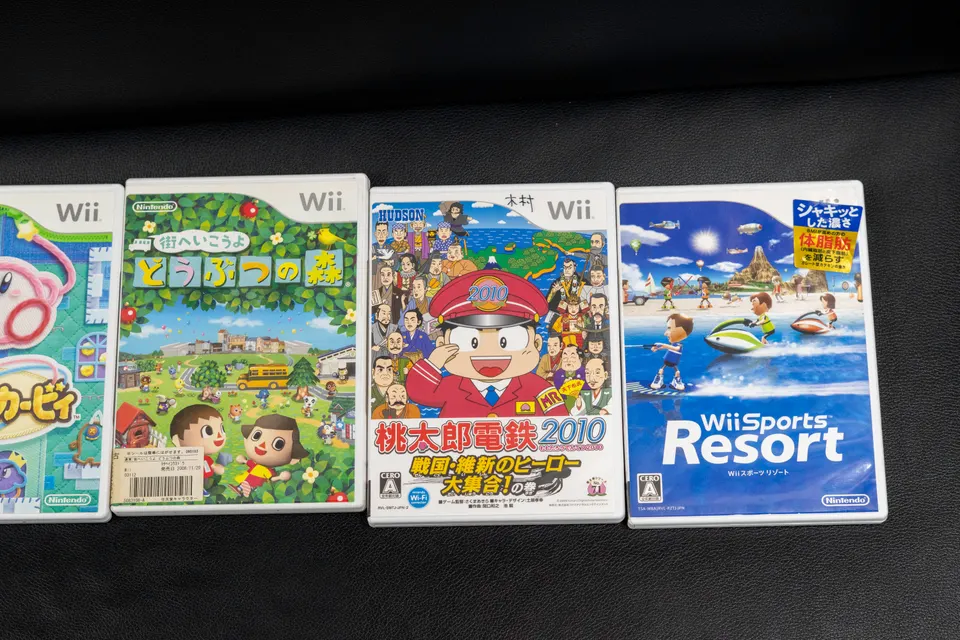 Wii
カービィ
Nintendo
Nintendo
Wii
街へいこうよ
どうぶつの森
HUDSON
木村
Wii
2010
桃太郎電鉄2010
戦国・維新のヒーロー
大集合!の巻
CERO
A
Wi-Fi
シャキッと
した濃さ
体脂肪
を減らす
Wii Sports
Resort
Wiiスポーツ リゾート
CERO
A
Nintendo